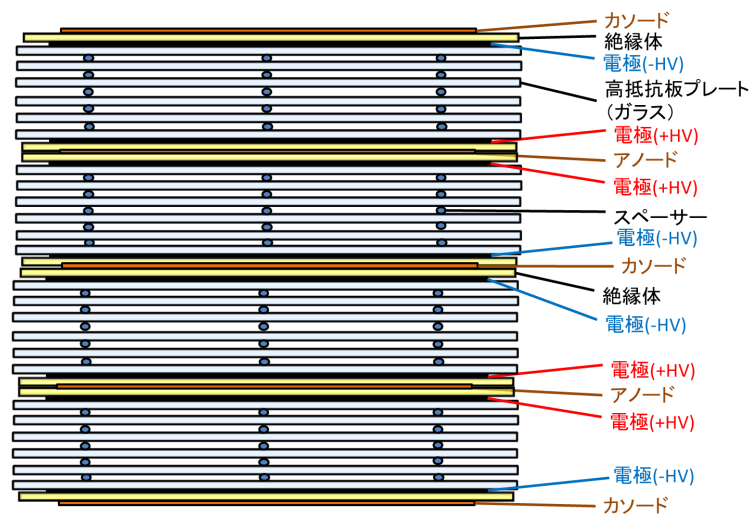 カソード
絶縁体
電極(-HV)
高抵抗板プレート
（ガラス）
電極(+HV)
アノード
電極(+HV)
スペーサー
電極(-HV)
カソード
絶縁体
電極(-HV)
電極(+HV)
アノード
電極(+HV)
電極(-HV)
カソード